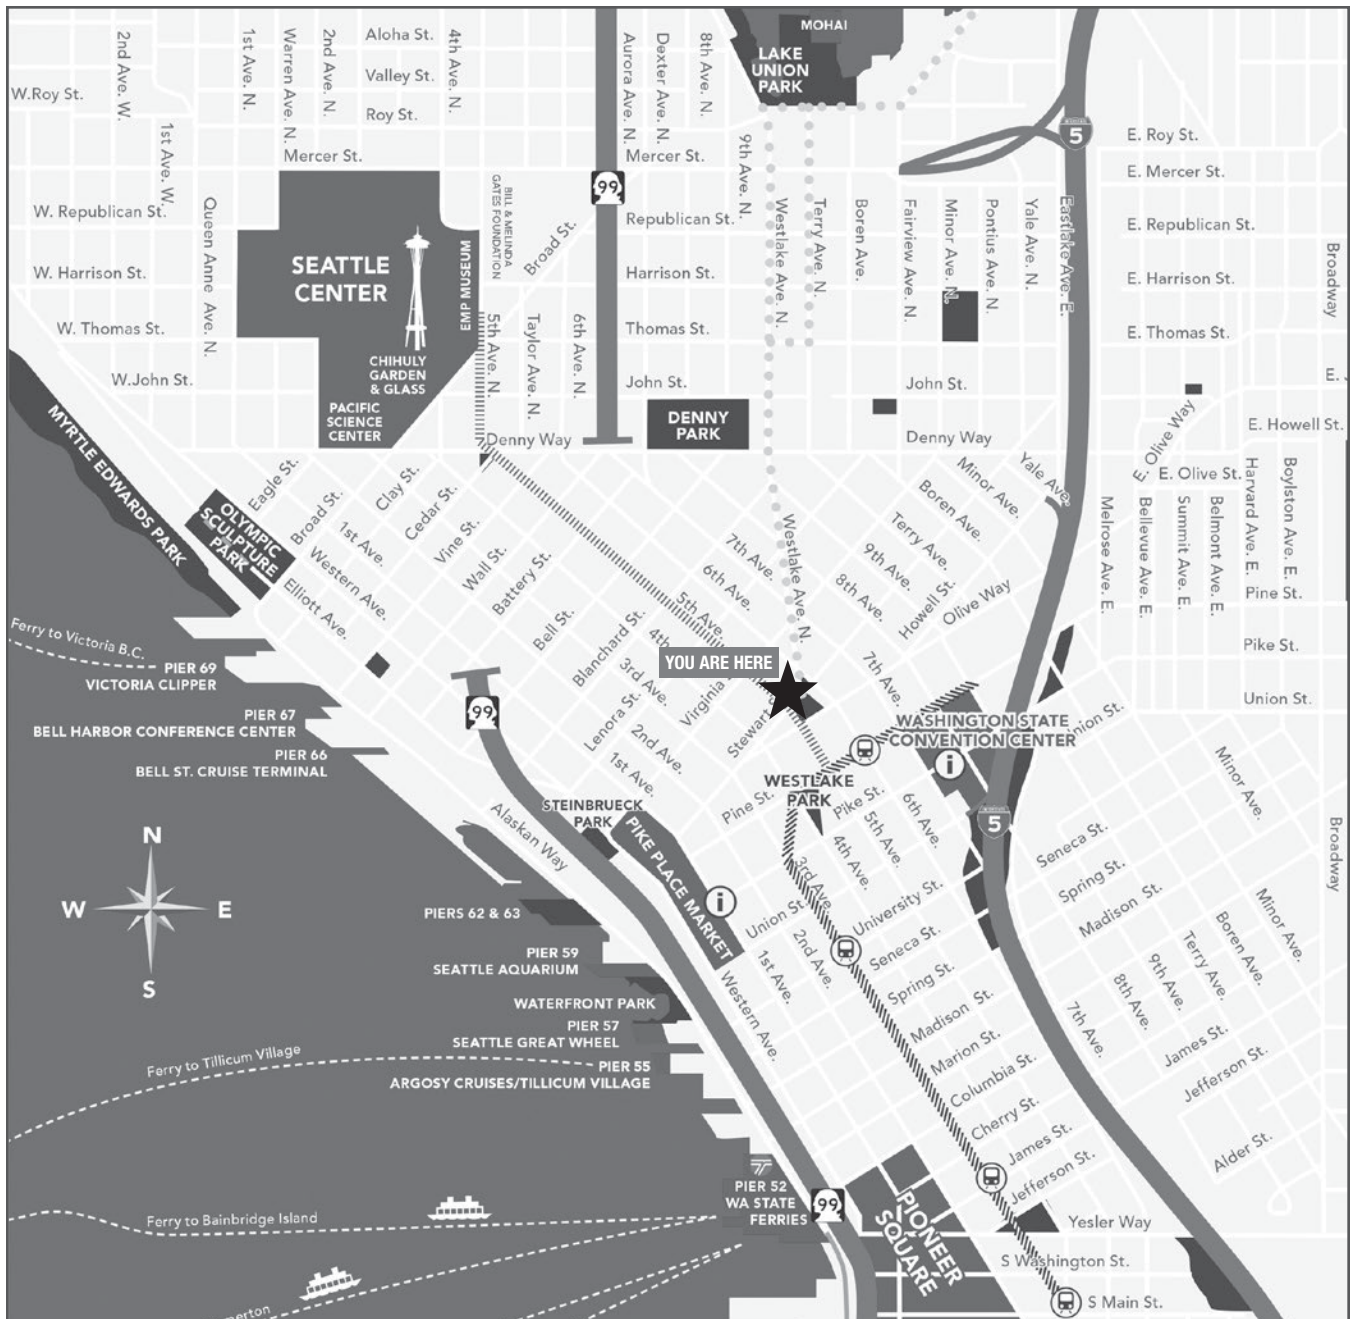 MOHAI
LAKE
UNION
PARK
2nd Ave. W.
1st Ave. N.
Warren Ave. N.
2nd Ave. N.
Aloha St.
Valley St.
Roy St.
4th Ave. N.
Aurora Ave. N.
Dexter Ave. N.
8th Ave. N.
W.Roy St.
1st Ave. W.
Mercer St.
Mercer St.
9th Ave. N.
5
E. Roy St.
E. Mercer St.
99
BILL & MELINDA
GATES FOUNDATION
W. Republican St.
Queen Anne Ave. N.
Broad St.
Republican St.
Westlake Ave. N.
Terry Ave. N.
Boren Ave.
Fairview Ave. N.
Minor Ave. N.
Pontius Ave. N.
Yale Ave. N.
Eastlake Ave. E.
E. Republican St.
Broadway
SEATTLE
CENTER
EMP MUSEUM
W. Harrison St.
Harrison St.
E. Harrison St.
W. Thomas St.
5th Ave. N.
Taylor Ave. N.
6th Ave. N.
Thomas St.
E. Thomas St.
CHIHULY
GARDEN
& GLASS
W.John St.
John St.
John St.
E.
PACIFIC
SCIENCE
CENTER
DENNY
PARK
Denny Way
Denny Way
E. Olive Way
E. Howell St.
MYRTLE EDWARDS PARK
OLYMPIC
SCULPTURE
PARK
Eagle St.
Broad St.
Clay St.
Cedar St.
Vine St.
Wall St.
Battery St.
Bell St.
Blanchard St.
Lenora St.
Virginia
Stewart
1st Ave.
Western Ave.
Elliott Ave.
Westlake Ave. N.
7th Ave.
6th Ave.
5th Ave.
4th
3rd Ave.
2nd Ave.
1st Ave.
Minor Ave.
Yale Ave.
Boren Ave.
Terry Ave.
9th Ave.
8th Ave.
Howell St.
Olive Way
7th Ave.
E. Olive St.
Melrose Ave. E.
Bellevue Ave. E.
Summit Ave. E.
Belmont Ave. E.
Harvard Ave. E.
Boylston Ave. E.
Pine St.
Pike St.
Union St.
Ferry to Victoria B.C.
PIER 69
VICTORIA CLIPPER
YOU ARE HERE
PIER 67
BELL HARBOR CONFERENCE CENTER
99
PIER 66
BELL ST. CRUISE TERMINAL
WASHINGTON STATE
CONVENTION CENTER
i
Union St.
Minor Ave.
WESTLAKE
PARK
Pine St.
Pike St.
6th Ave.
5th Ave.
4th Ave.
3rd Ave.
5
STEINBRUECK
PARK
PIKE PLACE MARKET
i
Alaskan Way
N
W
E
S
Seneca St.
Spring St.
Madison St.
Broadway
PIERS 62 & 63
Union St.
University St.
Seneca St.
Spring St.
Madison St.
Marion St.
Columbia St.
Cherry St.
James St.
Jefferson St.
2nd Ave.
1st Ave.
Western Ave.
Minor Ave.
Boren Ave.
Terry Ave.
9th Ave.
8th Ave.
7th Ave.
James St.
Jefferson St.
Alder St.
PIER 59
SEATTLE AQUARIUM
WATERFRONT PARK
PIER 57
SEATTLE GREAT WHEEL
Ferry to Tillicum Village
PIER 55
ARGOSY CRUISES/TILLICUM VILLAGE
PIER 52
WA STATE
FERRIES
99
PIONEER
SQUARE
Ferry to Bainbridge Island
Yesler Way
S Washington St.
S Main St.